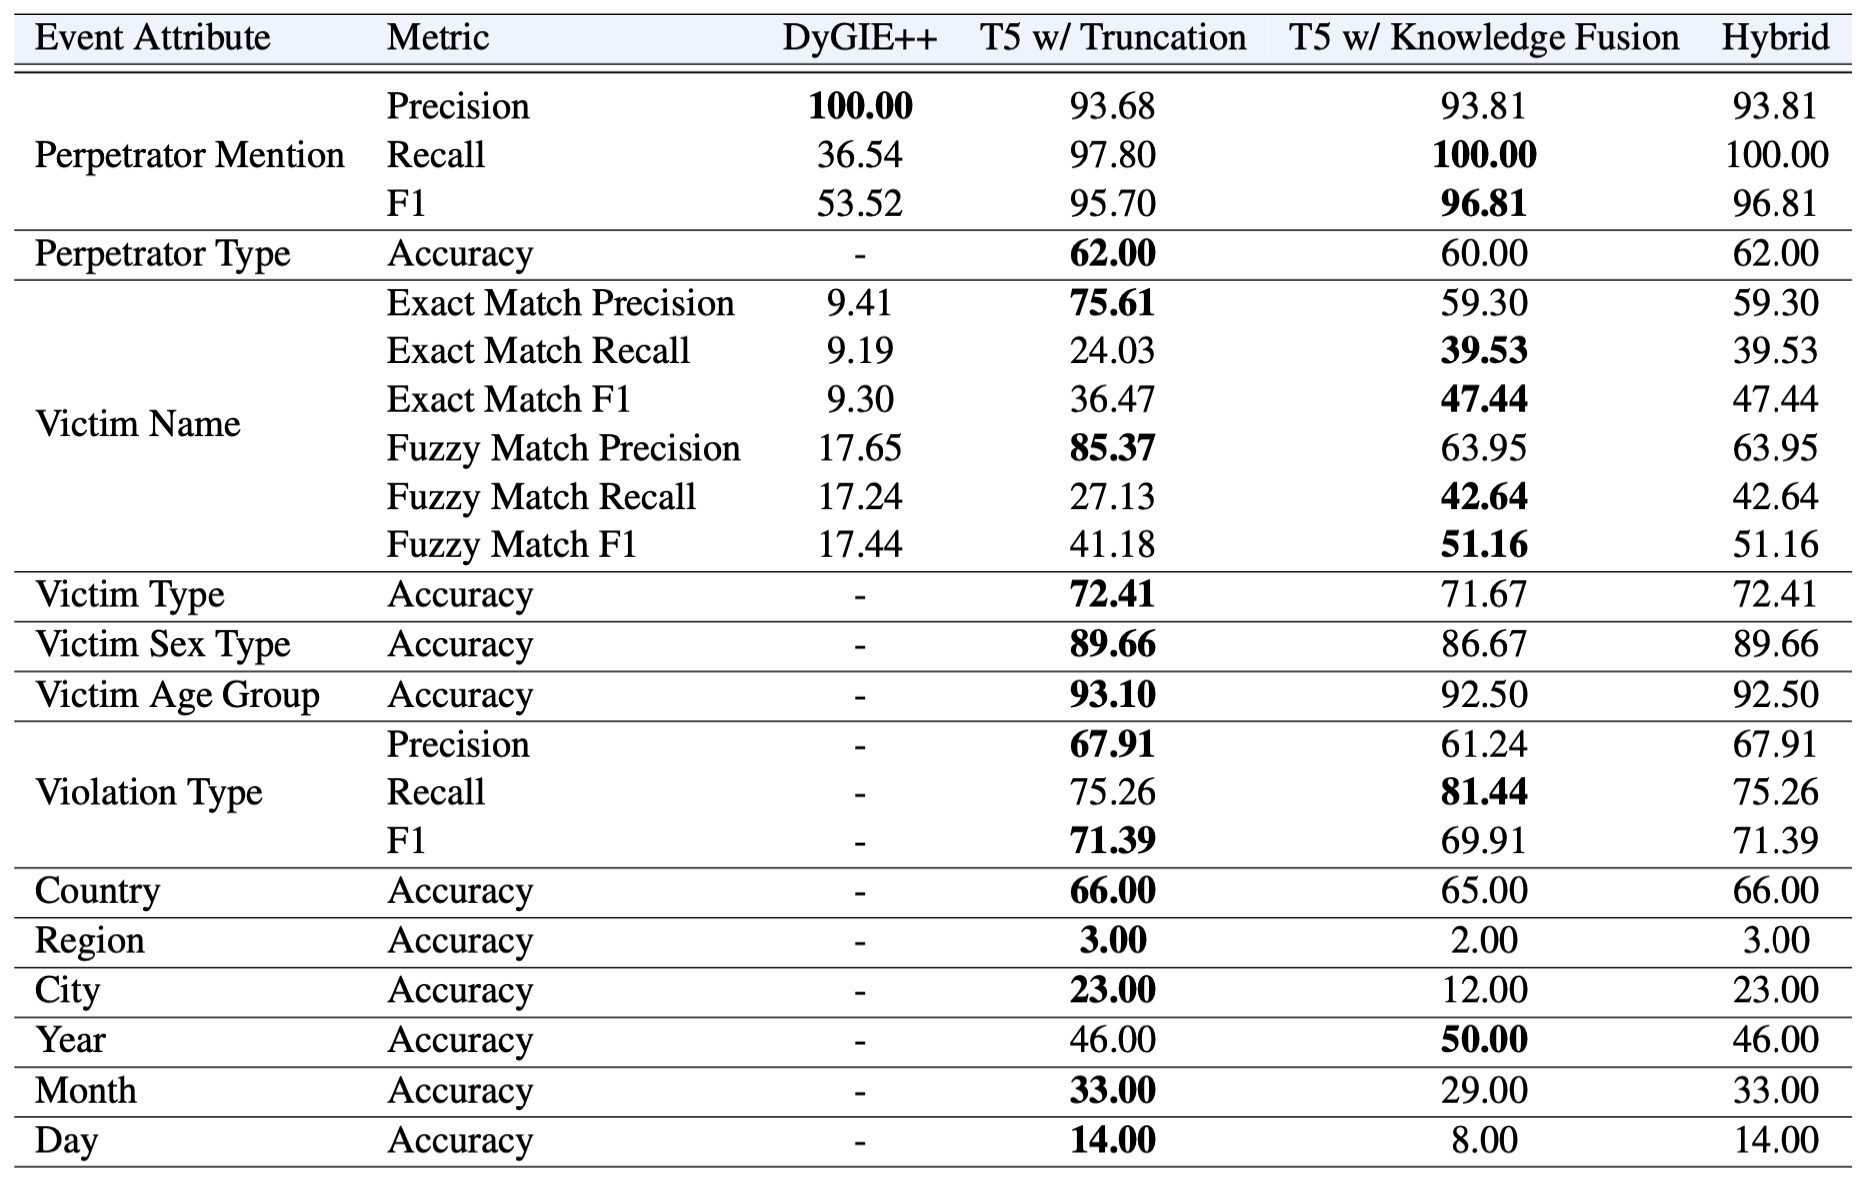 Event Attribute Metric DyGIE++ T5 w/ Truncation T5 w/ Knowledge Fusion Hybrid
Precision 100.00 93.68 93.81 93.81
Perpetrator Mention Recall 36.54 97.80 100.00 100.00
F1 53.52 95.70 96.81 96.81
Perpetrator Type Accuracy - 62.00 60.00 62.00
Exact Match Precision 9.41 75.61 59.30 59.30
Exact Match Recall 9.19 24.03 39.53 39.53
Exact Match F1 9.30 36.47 47.44 47.44
Victim Name
Fuzzy Match Precision 17.65 85.37 63.95 63.95
Fuzzy Match Recall 17.24 27.13 42.64 42.64
Fuzzy Match F1 17.44 41.18 51.16 51.16
Victim Type Accuracy - 72.41 71.67 72.41
Victim Sex Type Accuracy - 89.66 86.67 89.66
Victim Age Group Accuracy - 93.10 92.50 92.50
Precision - 67.91 61.24 67.91
Violation Type Recall - 75.26 81.44 75.26
F1 - 71.39 69.91 71.39
Country Accuracy - 66.00 65.00 66.00
Region Accuracy - 3.00 2.00 3.00
City Accuracy - 23.00 12.00 23.00
Year Accuracy - 46.00 50.00 46.00
Month Accuracy - 33.00 29.00 33.00
Day Accuracy - 14.00 8.00 14.00